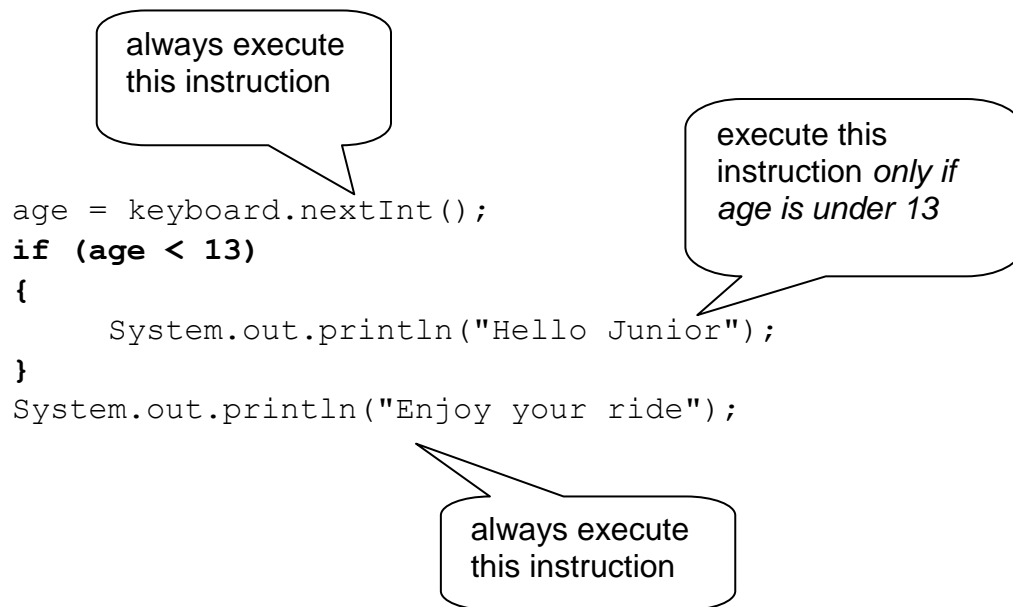 always execute
this instruction
execute this
instruction only if
age is under 13
age = keyboard.nextInt();
if (age < 13)
{
System.out.println("Hello Junior");
}
System.out.println("Enjoy your ride");
always execute
this instruction